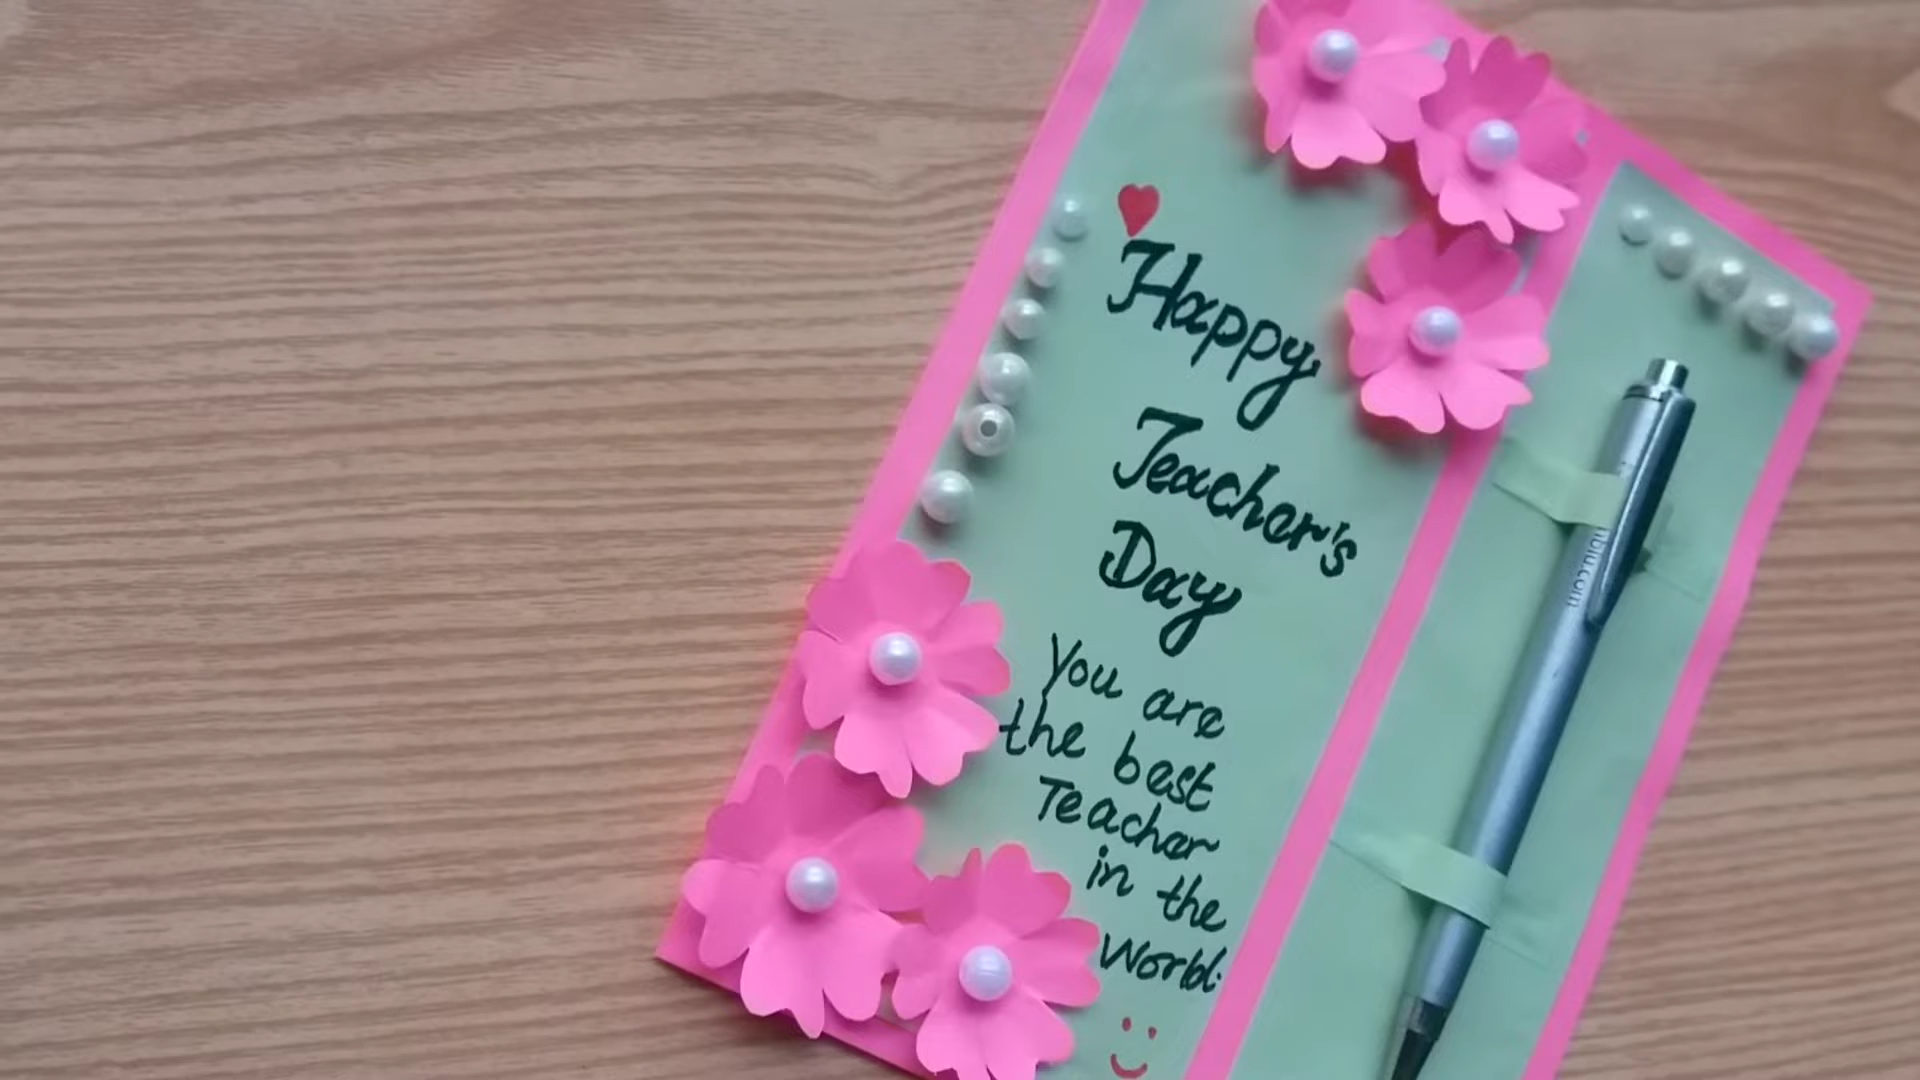 Happy
Teacher's
Day
You are
the best
Teacher
in the
World.